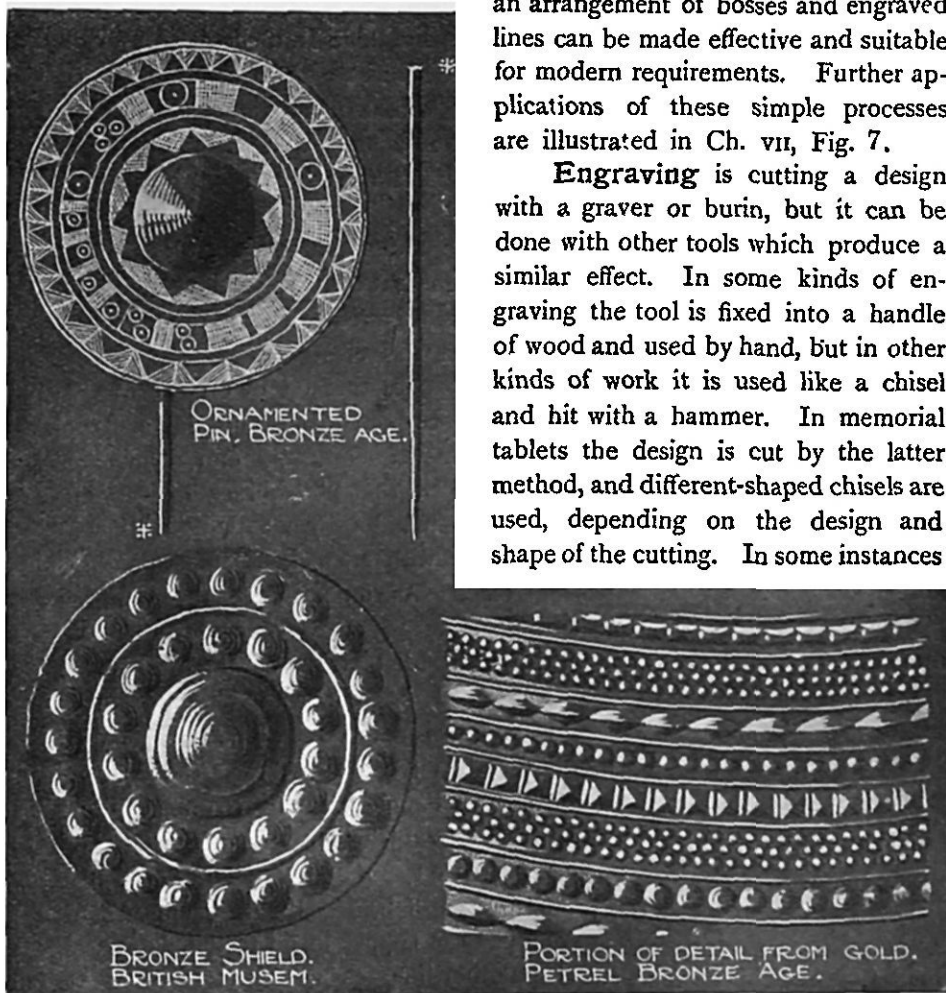 an arrangement of bosses and engraved
lines can be made effective and suitable
for modern requirements. Further ap-
plications of these simple processes
are illustrated in Ch. VII, Fig. 7.
Engraving is cutting a design
with a graver or burin, but it can be
done with other tools which produce a
similar effect. In some kinds of en-
graving the tool is fixed into a handle
of wood and used by hand, but in other
kinds of work it is used like a chisel
and hit with a hammer. In memorial
tablets the design is cut by the latter
method, and different-shaped chisels are
used, depending on the design and
shape of the cutting. In some instances
ORNAMENTED
PIN, BRONZE AGE.
BRONZE SHIELD.
BRITISH MUSEM.
PORTION OF DETAIL FROM GOLD.
PETREL BRONZE AGE.